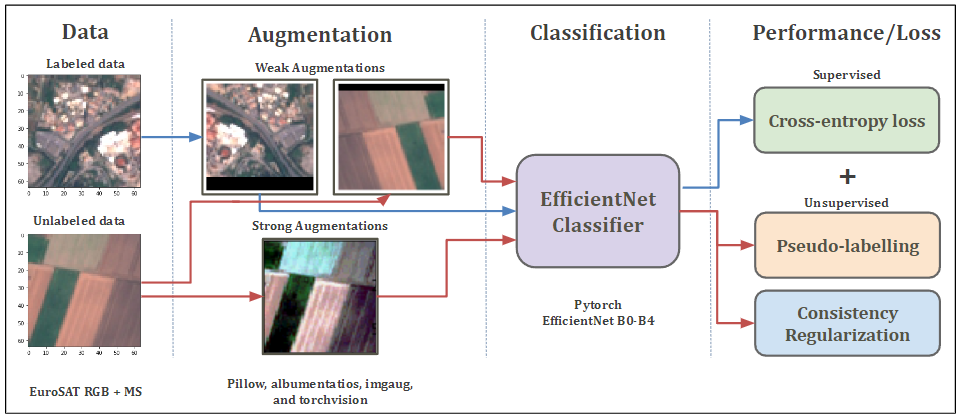 Data
Augmentation
Classification
Performance/Loss
Labeled data
0
10
20
30
40
50
60
0 10 20 30 40 50 60
Unlabeled data
0
10
20
30
40
50
60
0 10 20 30 40 50 60
EuroSAT RGB + MS
Weak Augmentations
Strong Augmentations
Pillow, albumentatios, imgaug,
and torchvision
EfficientNet
Classifier
Pytorch
EfficientNet B0-B4
Supervised
Cross-entropy loss
+
Unsupervised
Pseudo-labelling
Consistency
Regularization